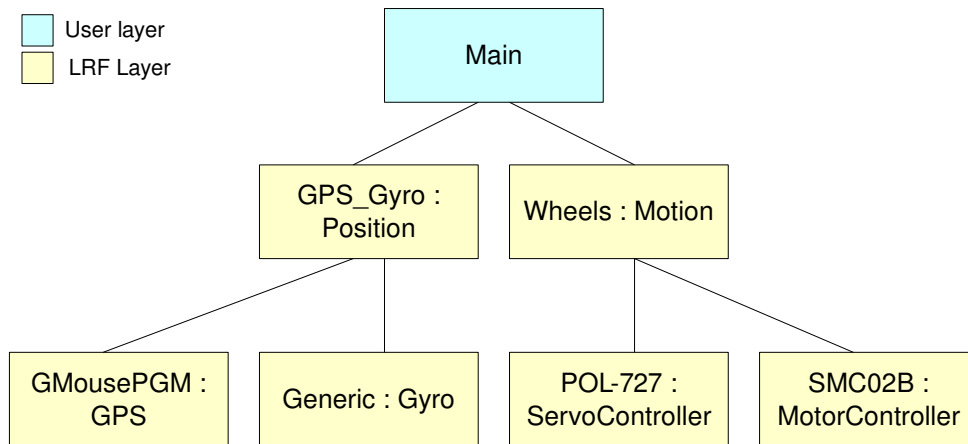 User layer
LRF Layer
Main
GPS_Gyro :
Position
Wheels : Motion
GMousePGM :
GPS
Generic : Gyro
POL-727 :
ServoController
SMC02B :
MotorController